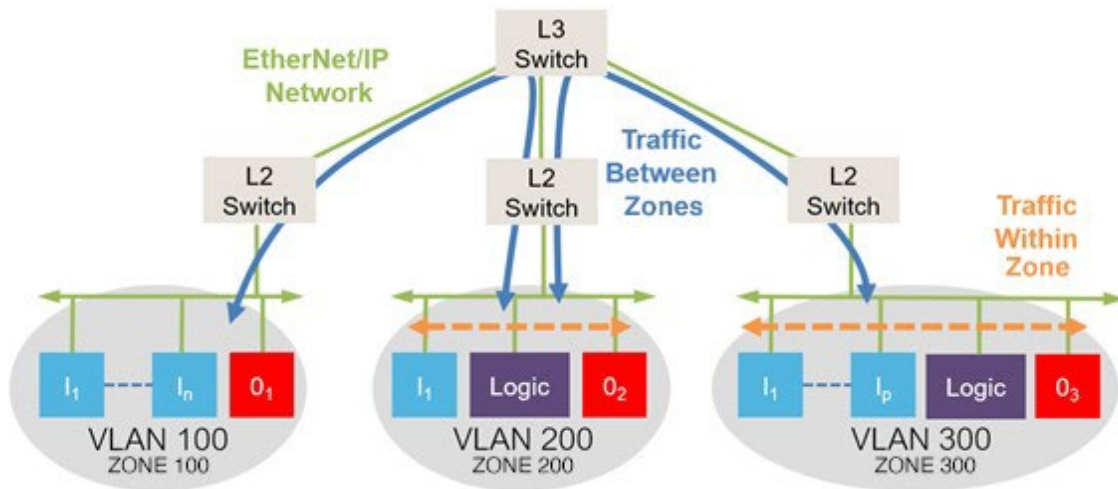 L3
Switch
EtherNet/IP
Network
Traffic
Between
Zones
L2
Switch
L2
Switch
L2
Switch
Traffic
Within
Zone
I₁
Iₙ
0₁
VLAN 100
ZONE 100
I₁
Logic
0₂
VLAN 200
ZONE 200
I₁
Iₚ
Logic
0₃
VLAN 300
ZONE 300